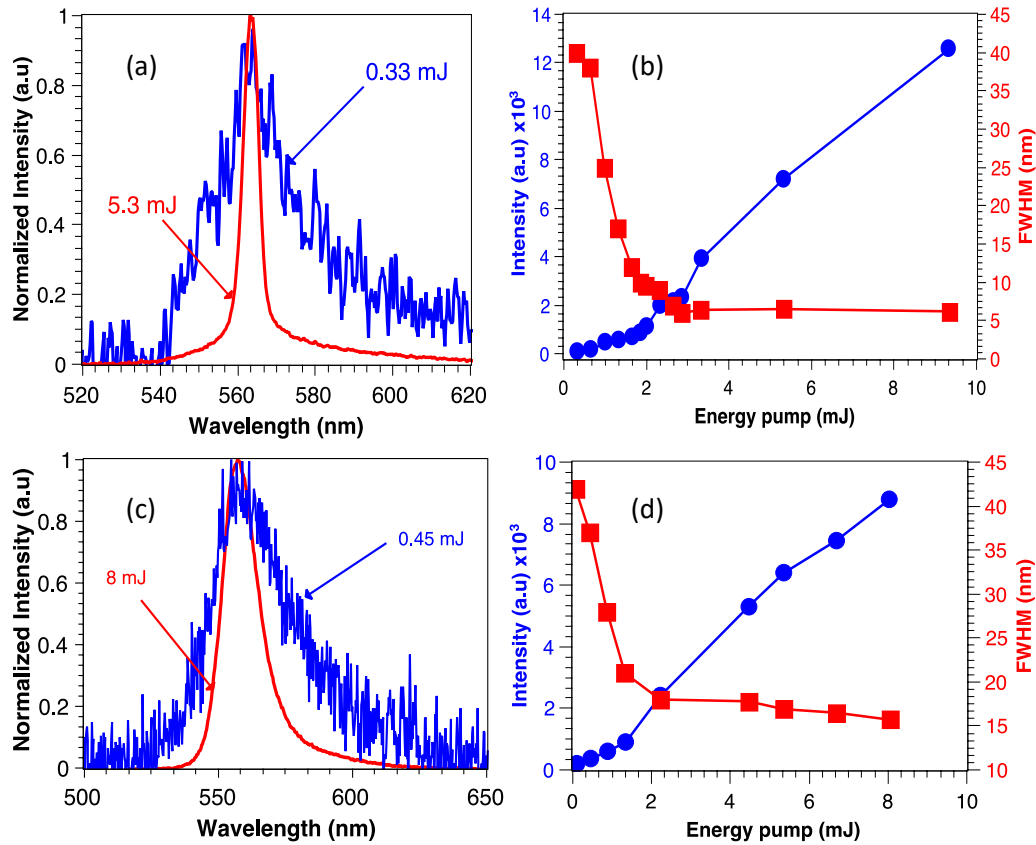 (a)
0.33 mJ
5.3 mJ
Normalized Intensity (a.u)
1
0.8
0.6
0.4
0.2
0
520 540 560 580 600 620
Wavelength (nm)
(b)
Intensity (a.u) x10³
14
12
10
8
6
4
2
0
0 2 4 6 8 10
Energy pump (mJ)
45
40
35
30
25
20
15
10
5
0
FWHM (nm)
(c)
0.45 mJ
8 mJ
Normalized Intensity (a.u)
1
0.8
0.6
0.4
0.2
0
500 550 600 650
Wavelength (nm)
(d)
Intensity (a.u) x10³
10
8
6
4
2
0
0 2 4 6 8 10
Energy pump (mJ)
45
40
35
30
25
20
15
10
FWHM (nm)